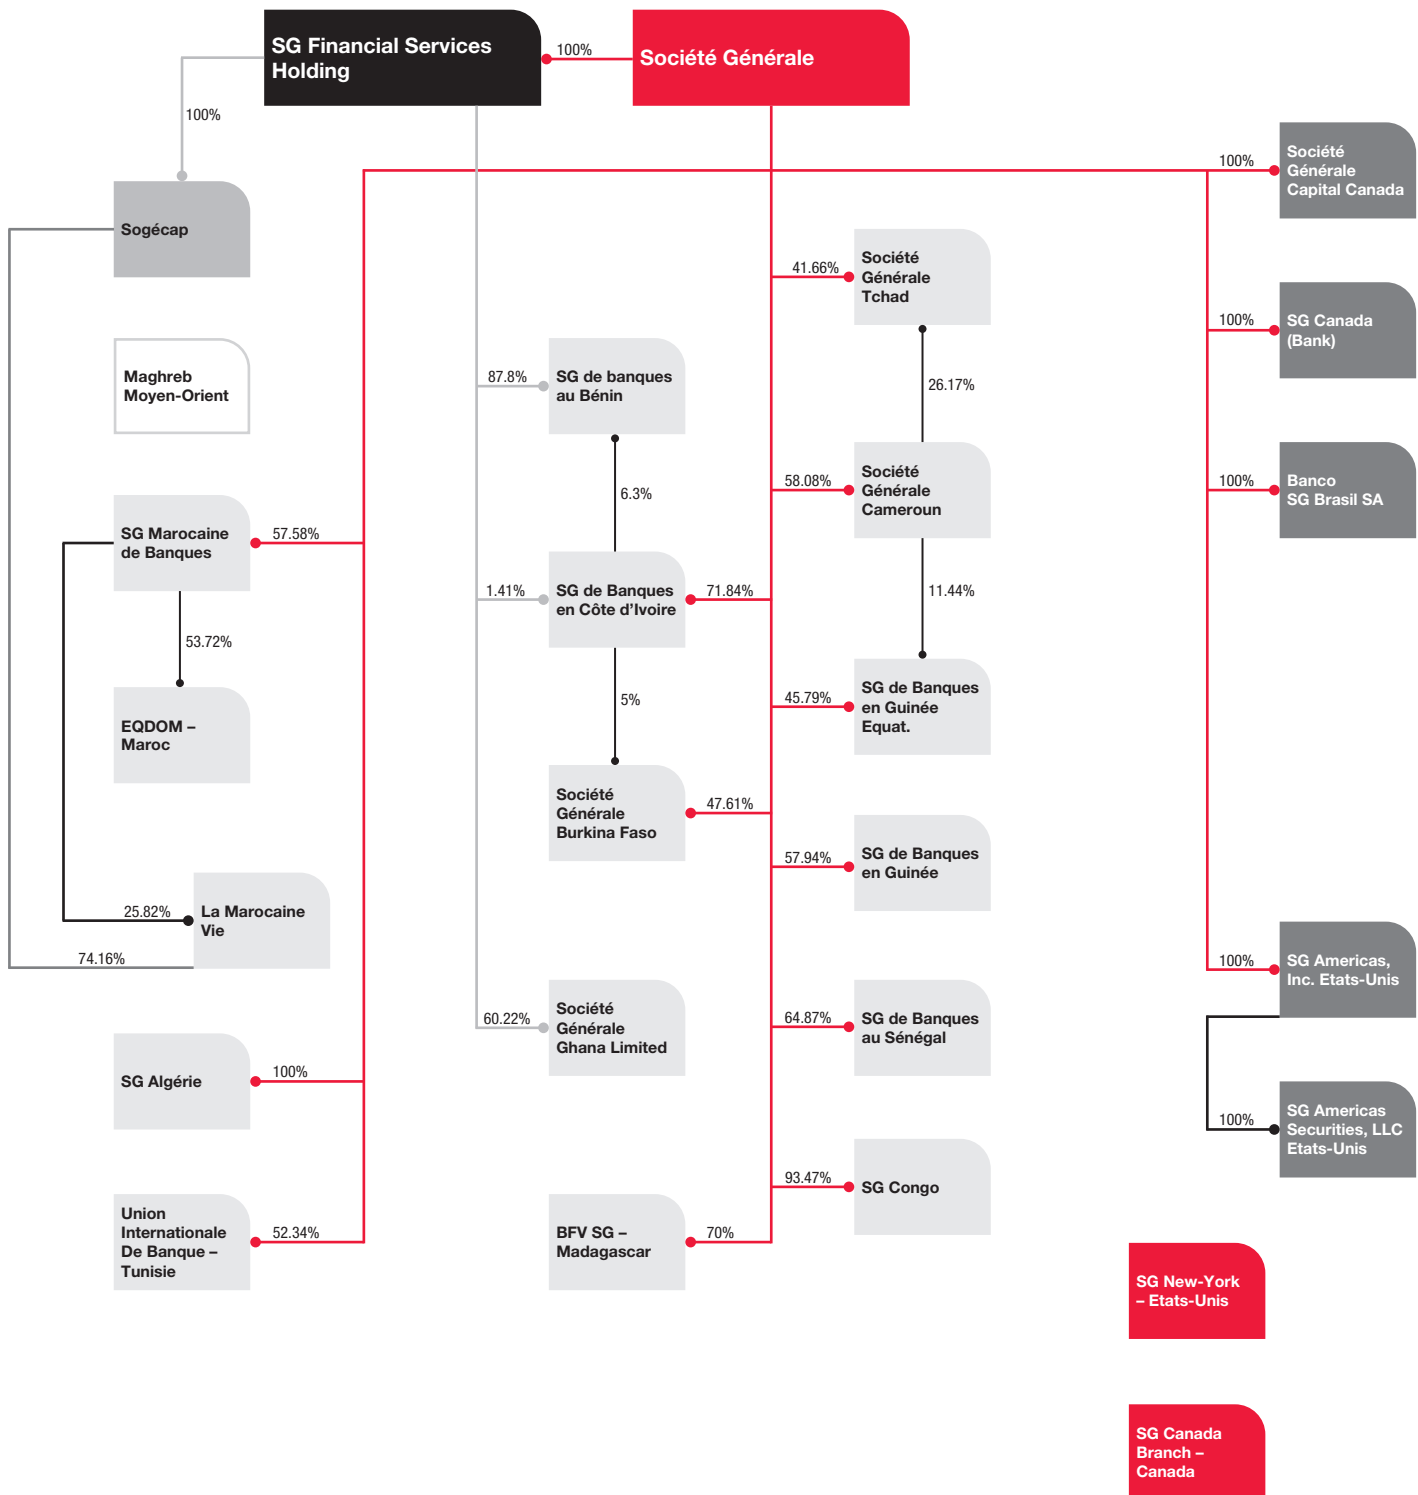 SG Financial Services
Holding
100%
Société Générale
100%
Sogécap
Maghreb
Moyen-Orient
SG Marocaine
de Banques
57.58%
53.72%
EQDOM –
Maroc
25.82%
La Marocaine
Vie
74.16%
SG Algérie
100%
Union
Internationale
De Banque –
Tunisie
52.34%
87.8%
SG de banques
au Bénin
6.3%
1.41%
SG de Banques
en Côte d’Ivoire
71.84%
5%
Société
Générale
Burkina Faso
47.61%
60.22%
Société
Générale
Ghana Limited
BFV SG –
Madagascar
70%
41.66%
Société
Générale
Tchad
26.17%
58.08%
Société
Générale
Cameroun
11.44%
45.79%
SG de Banques
en Guinée
Equat.
57.94%
SG de Banques
en Guinée
64.87%
SG de Banques
au Sénégal
93.47%
SG Congo
100%
Société
Générale
Capital Canada
100%
SG Canada
(Bank)
100%
Banco
SG Brasil SA
100%
SG Americas,
Inc. Etats-Unis
100%
SG Americas
Securities, LLC
Etats-Unis
SG New-York
– Etats-Unis
SG Canada
Branch –
Canada